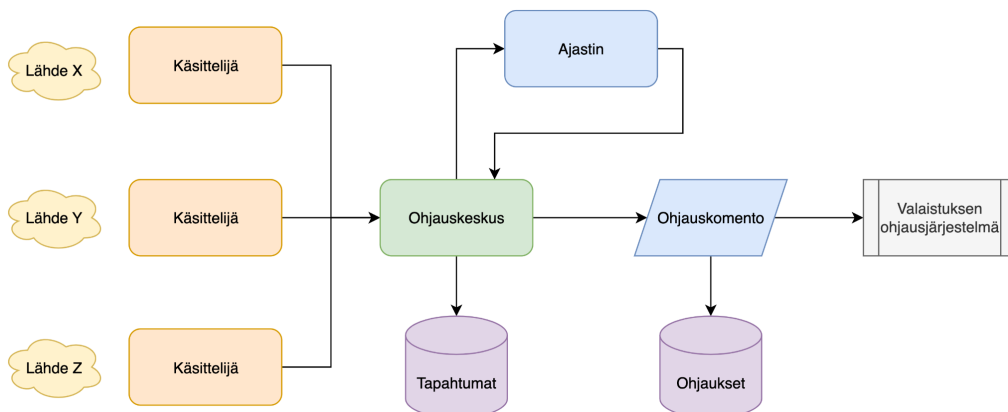 Ajastin
Lähde X
Käsittelijä
Lähde Y
Käsittelijä
Ohjauskeskus
Ohjauskomento
Valaistuksen
ohjausjärjestelmä
Lähde Z
Käsittelijä
Tapahtumat
Ohjaukset